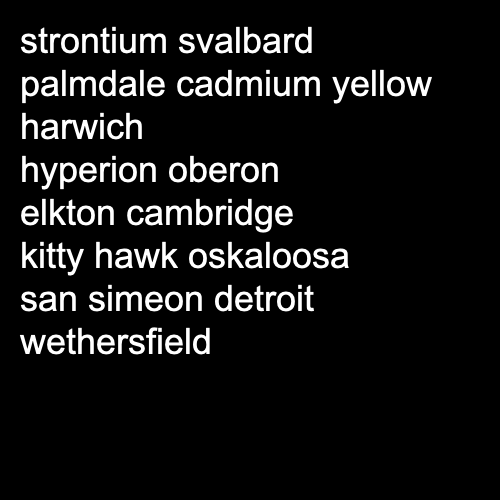 strontium svalbard
palmdale cadmium yellow
harwich
hyperion oberon
elkton cambridge
kitty hawk oskaloosa
san simeon detroit
wethersfield